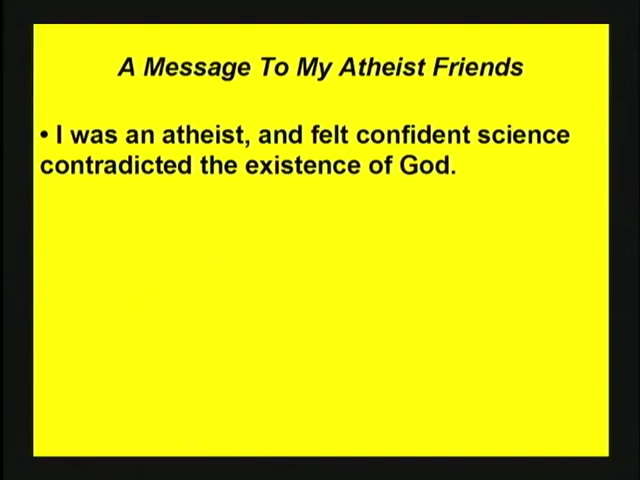 A Message To My Atheist Friends
• I was an atheist, and felt confident science
contradicted the existence of God.